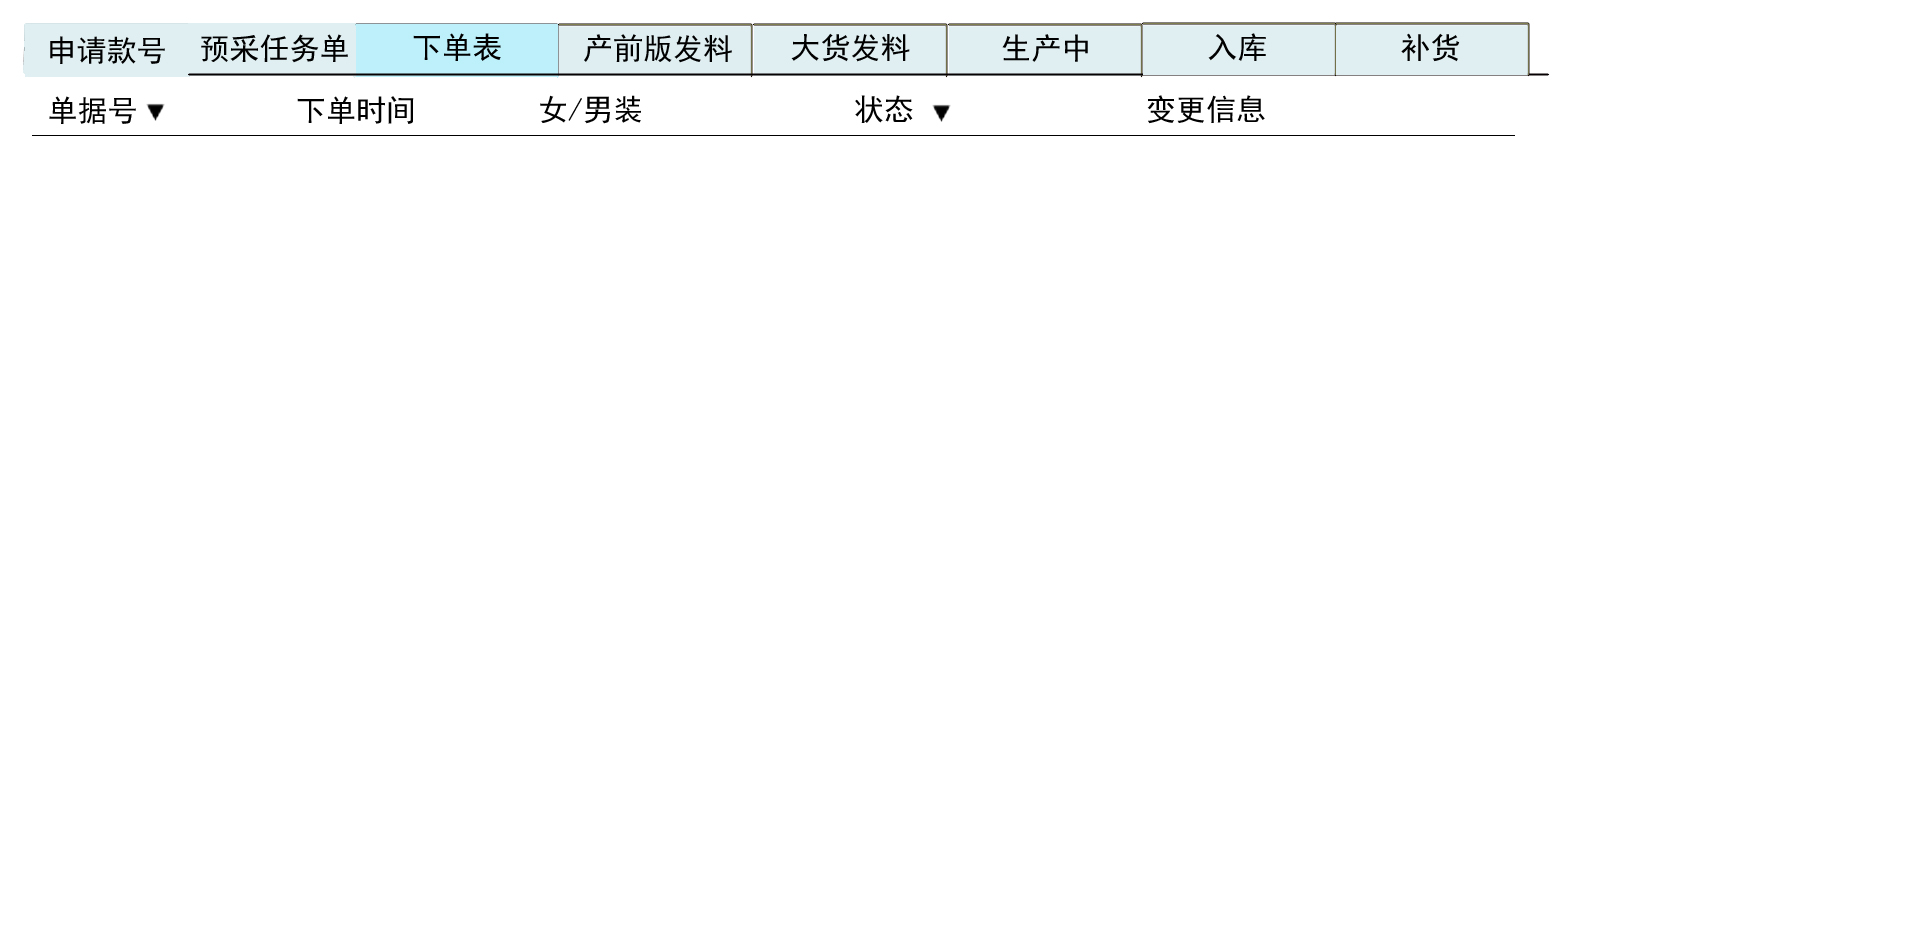 申请款号 预采任务单 下单表 产前版发料 大货发料 生产中 入库 补货
单据号 ▼ 下单时间 女/男装 状态 ▼ 变更信息